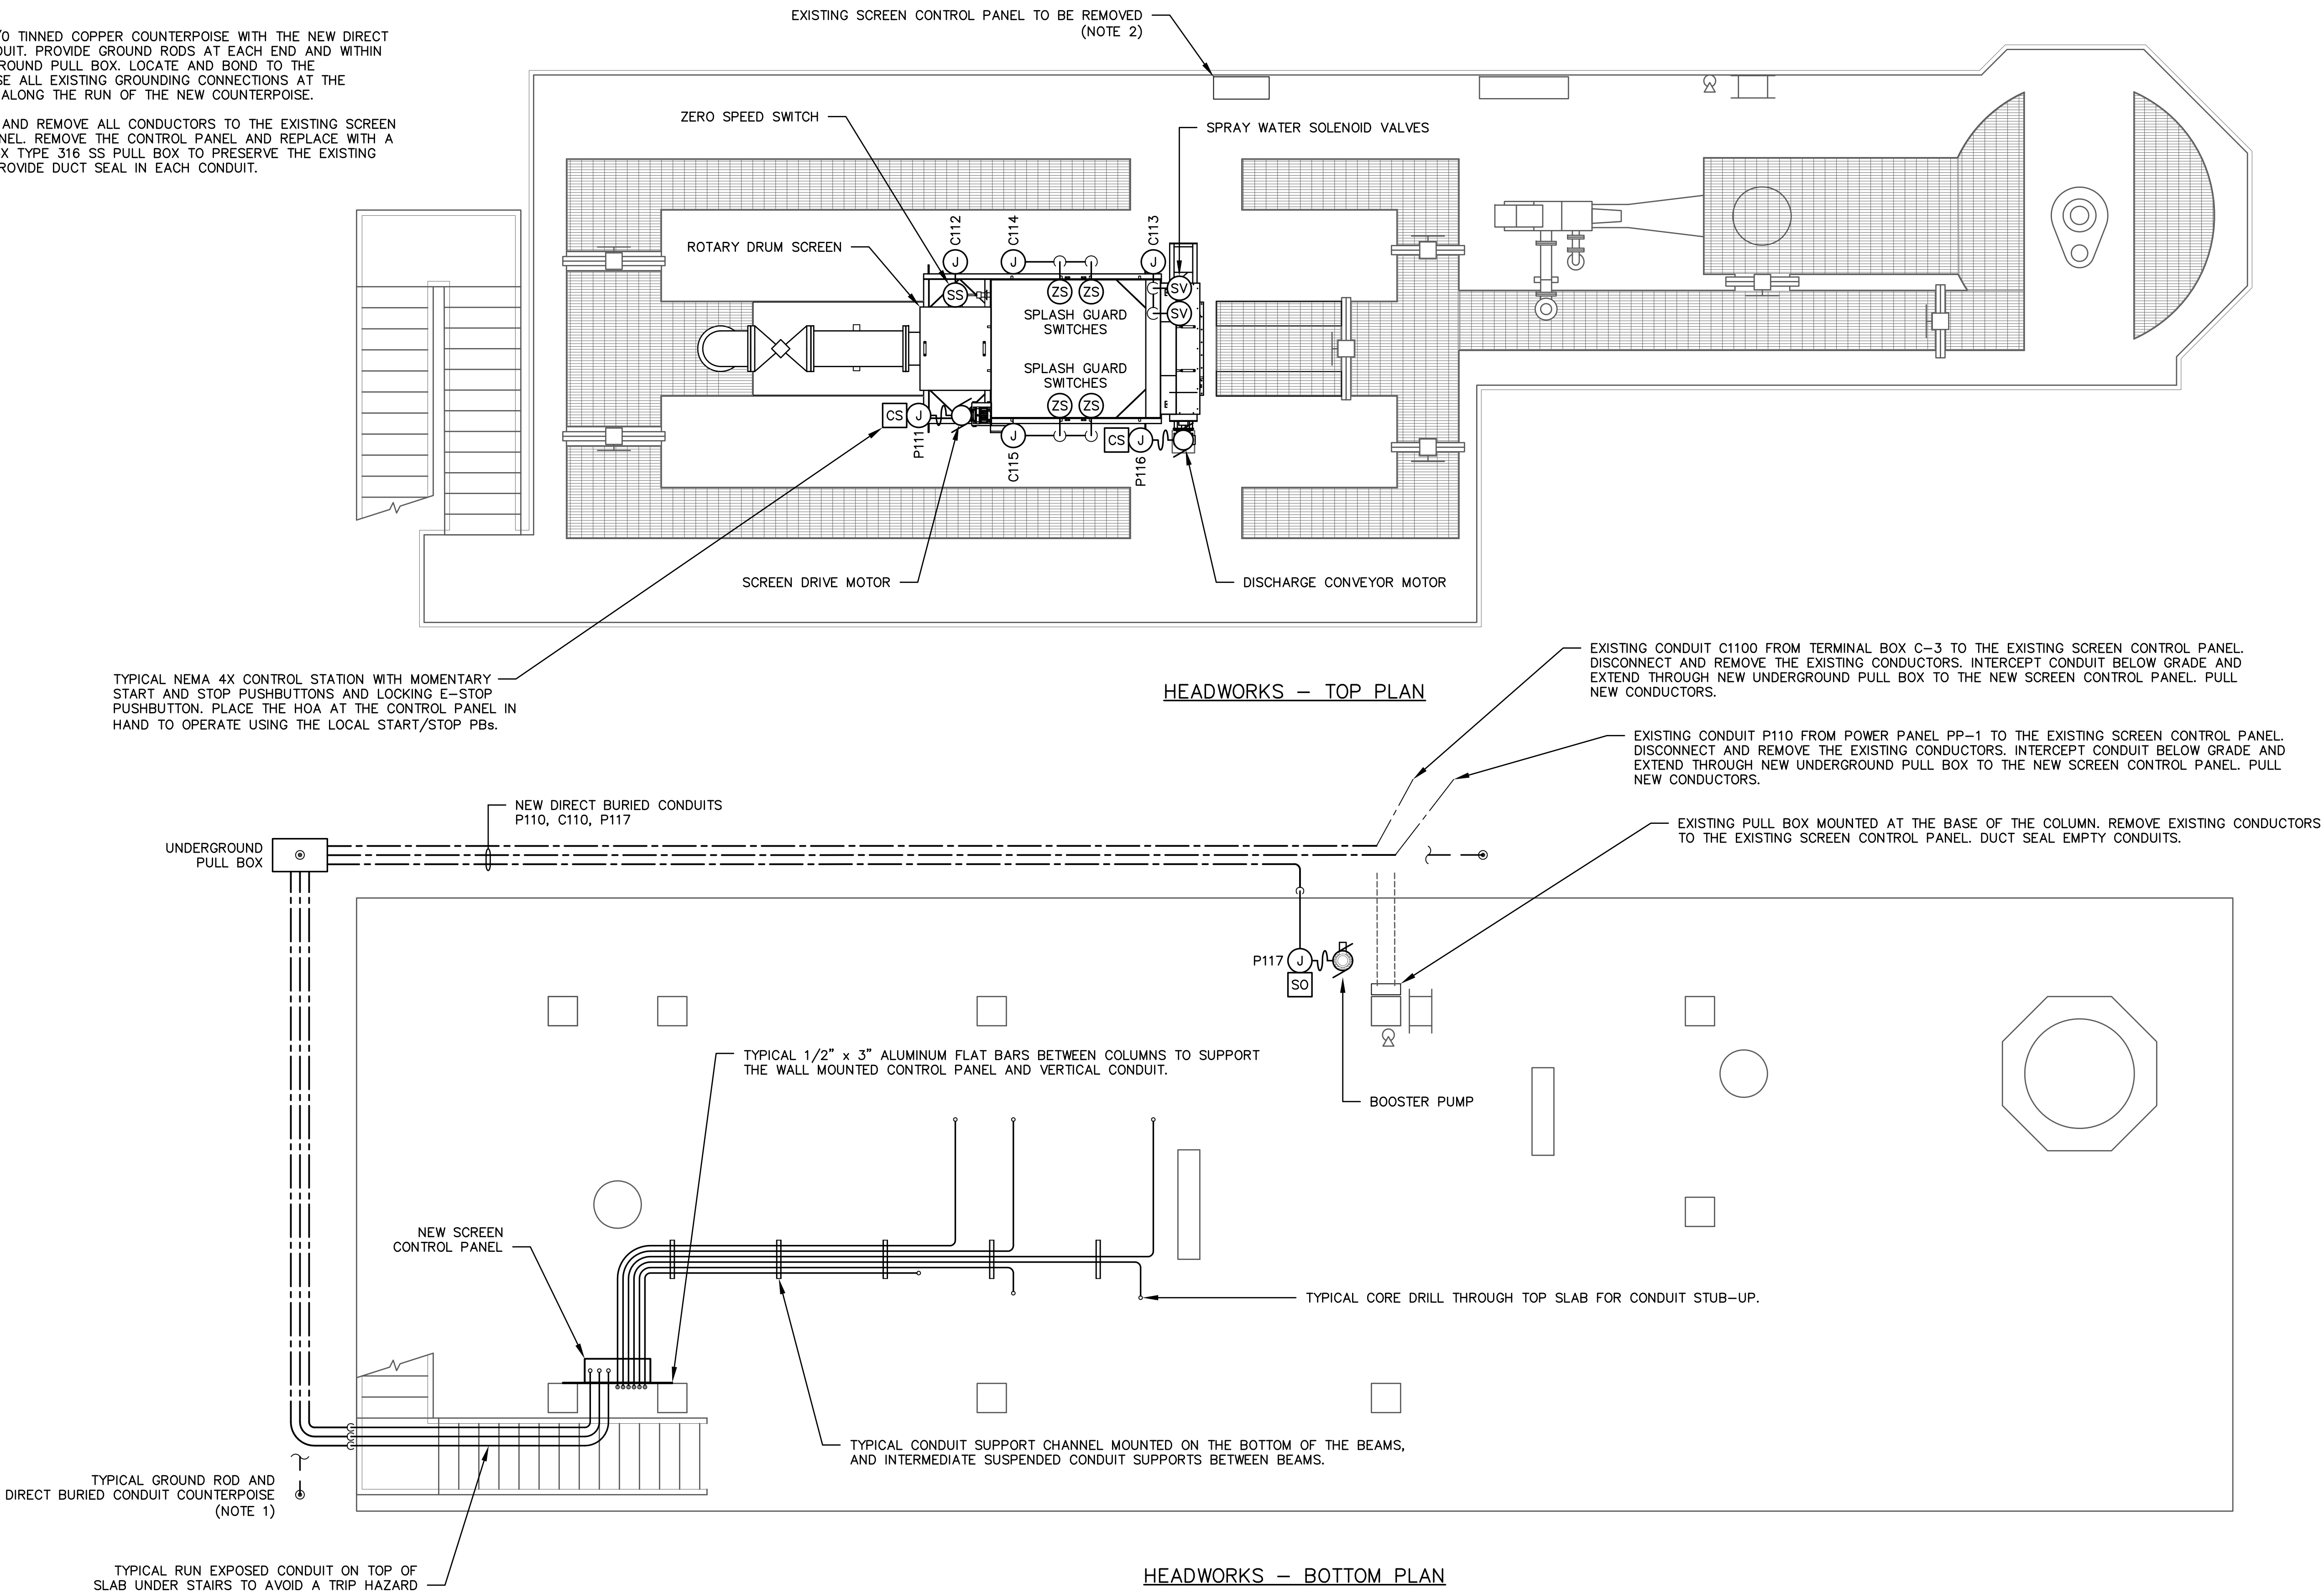 /0 TINNED COPPER COUNTERPOISE WITH THE NEW DIRECT
DUIT. PROVIDE GROUND RODS AT EACH END AND WITHIN
ROUND PULL BOX. LOCATE AND BOND TO THE
SE ALL EXISTING GROUNDING CONNECTIONS AT THE
ALONG THE RUN OF THE NEW COUNTERPOISE.
AND REMOVE ALL CONDUCTORS TO THE EXISTING SCREEN
NEL. REMOVE THE CONTROL PANEL AND REPLACE WITH A
X TYPE 316 SS PULL BOX TO PRESERVE THE EXISTING
ROVIDE DUCT SEAL IN EACH CONDUIT.
EXISTING SCREEN CONTROL PANEL TO BE REMOVED
(NOTE 2)
ZERO SPEED SWITCH
SPRAY WATER SOLENOID VALVES
ROTARY DRUM SCREEN
C112
C114
C113
J
J
J
SS
ZS
ZS
SV
SV
SPLASH GUARD
SWITCHES
SPLASH GUARD
SWITCHES
ZS
ZS
CS
J
P111
J
C115
CS
J
P116
SCREEN DRIVE MOTOR
DISCHARGE CONVEYOR MOTOR
TYPICAL NEMA 4X CONTROL STATION WITH MOMENTARY
START AND STOP PUSHBUTTONS AND LOCKING E-STOP
PUSHBUTTON. PLACE THE HOA AT THE CONTROL PANEL IN
HAND TO OPERATE USING THE LOCAL START/STOP PBs.
HEADWORKS - TOP PLAN
EXISTING CONDUIT C1100 FROM TERMINAL BOX C-3 TO THE EXISTING SCREEN CONTROL PANEL.
DISCONNECT AND REMOVE THE EXISTING CONDUCTORS. INTERCEPT CONDUIT BELOW GRADE AND
EXTEND THROUGH NEW UNDERGROUND PULL BOX TO THE NEW SCREEN CONTROL PANEL. PULL
NEW CONDUCTORS.
EXISTING CONDUIT P110 FROM POWER PANEL PP-1 TO THE EXISTING SCREEN CONTROL PANEL.
DISCONNECT AND REMOVE THE EXISTING CONDUCTORS. INTERCEPT CONDUIT BELOW GRADE AND
EXTEND THROUGH NEW UNDERGROUND PULL BOX TO THE NEW SCREEN CONTROL PANEL. PULL
NEW CONDUCTORS.
NEW DIRECT BURIED CONDUITS
P110, C110, P117
EXISTING PULL BOX MOUNTED AT THE BASE OF THE COLUMN. REMOVE EXISTING CONDUCTORS
TO THE EXISTING SCREEN CONTROL PANEL. DUCT SEAL EMPTY CONDUITS.
UNDERGROUND
PULL BOX
P117
J
SO
BOOSTER PUMP
TYPICAL 1/2" x 3" ALUMINUM FLAT BARS BETWEEN COLUMNS TO SUPPORT
THE WALL MOUNTED CONTROL PANEL AND VERTICAL CONDUIT.
NEW SCREEN
CONTROL PANEL
TYPICAL CORE DRILL THROUGH TOP SLAB FOR CONDUIT STUB-UP.
TYPICAL CONDUIT SUPPORT CHANNEL MOUNTED ON THE BOTTOM OF THE BEAMS,
AND INTERMEDIATE SUSPENDED CONDUIT SUPPORTS BETWEEN BEAMS.
TYPICAL GROUND ROD AND
DIRECT BURIED CONDUIT COUNTERPOISE
(NOTE 1)
TYPICAL RUN EXPOSED CONDUIT ON TOP OF
SLAB UNDER STAIRS TO AVOID A TRIP HAZARD
HEADWORKS - BOTTOM PLAN